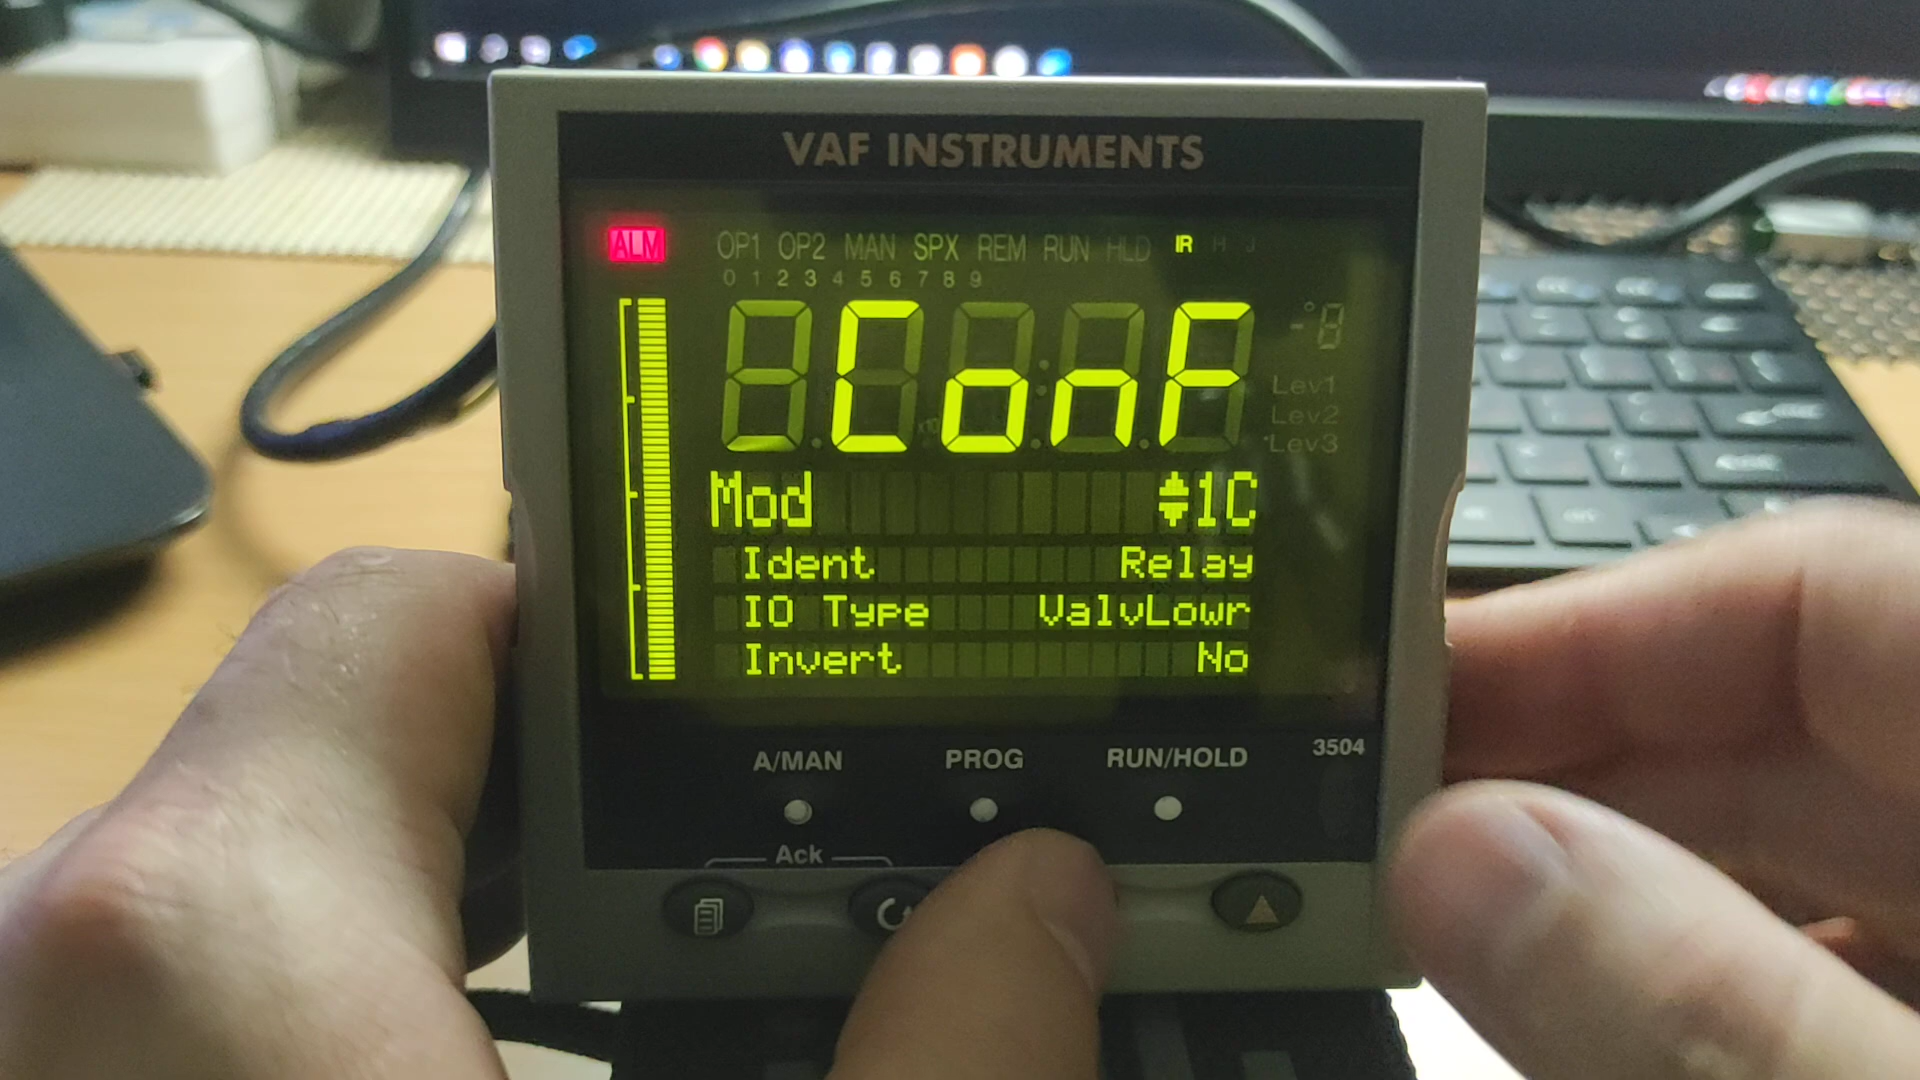 VAF INSTRUMENTS
ALM OP1 OP2 MAN SPX REM RUN HLD IR H J
0 1 2 3 4 5 6 7 8 9
ConF
Lev1
Lev2
Lev3
Mod 1C
Ident Relay
IO Type ValvLowr
Invert No
A/MAN PROG RUN/HOLD 3504
Ack